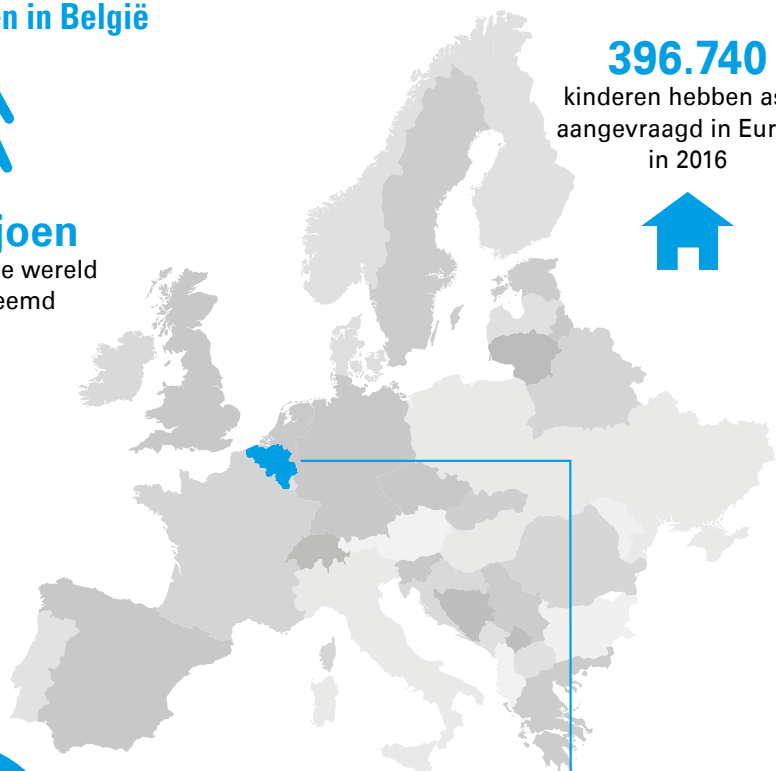 en in België
396.740
kinderen hebben as
aangevraagd in Eur
in 2016
joen
e wereld
eemd